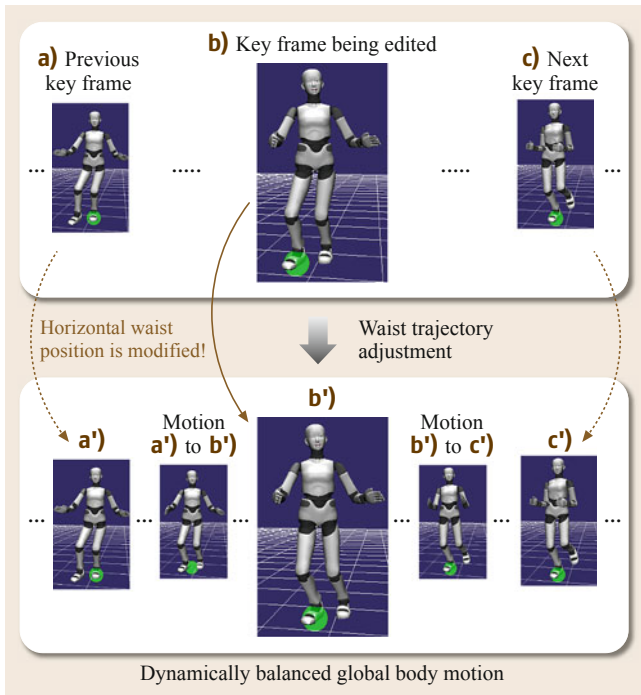 b) Key frame being edited
a) Previous
key frame
c) Next
key frame
... ..... ..... ...
Horizontal waist
position is modified!
Waist trajectory
adjustment
b')
a')
Motion
a') to b')
Motion
b') to c')
c')
... ... ... ... ... ...
Dynamically balanced global body motion